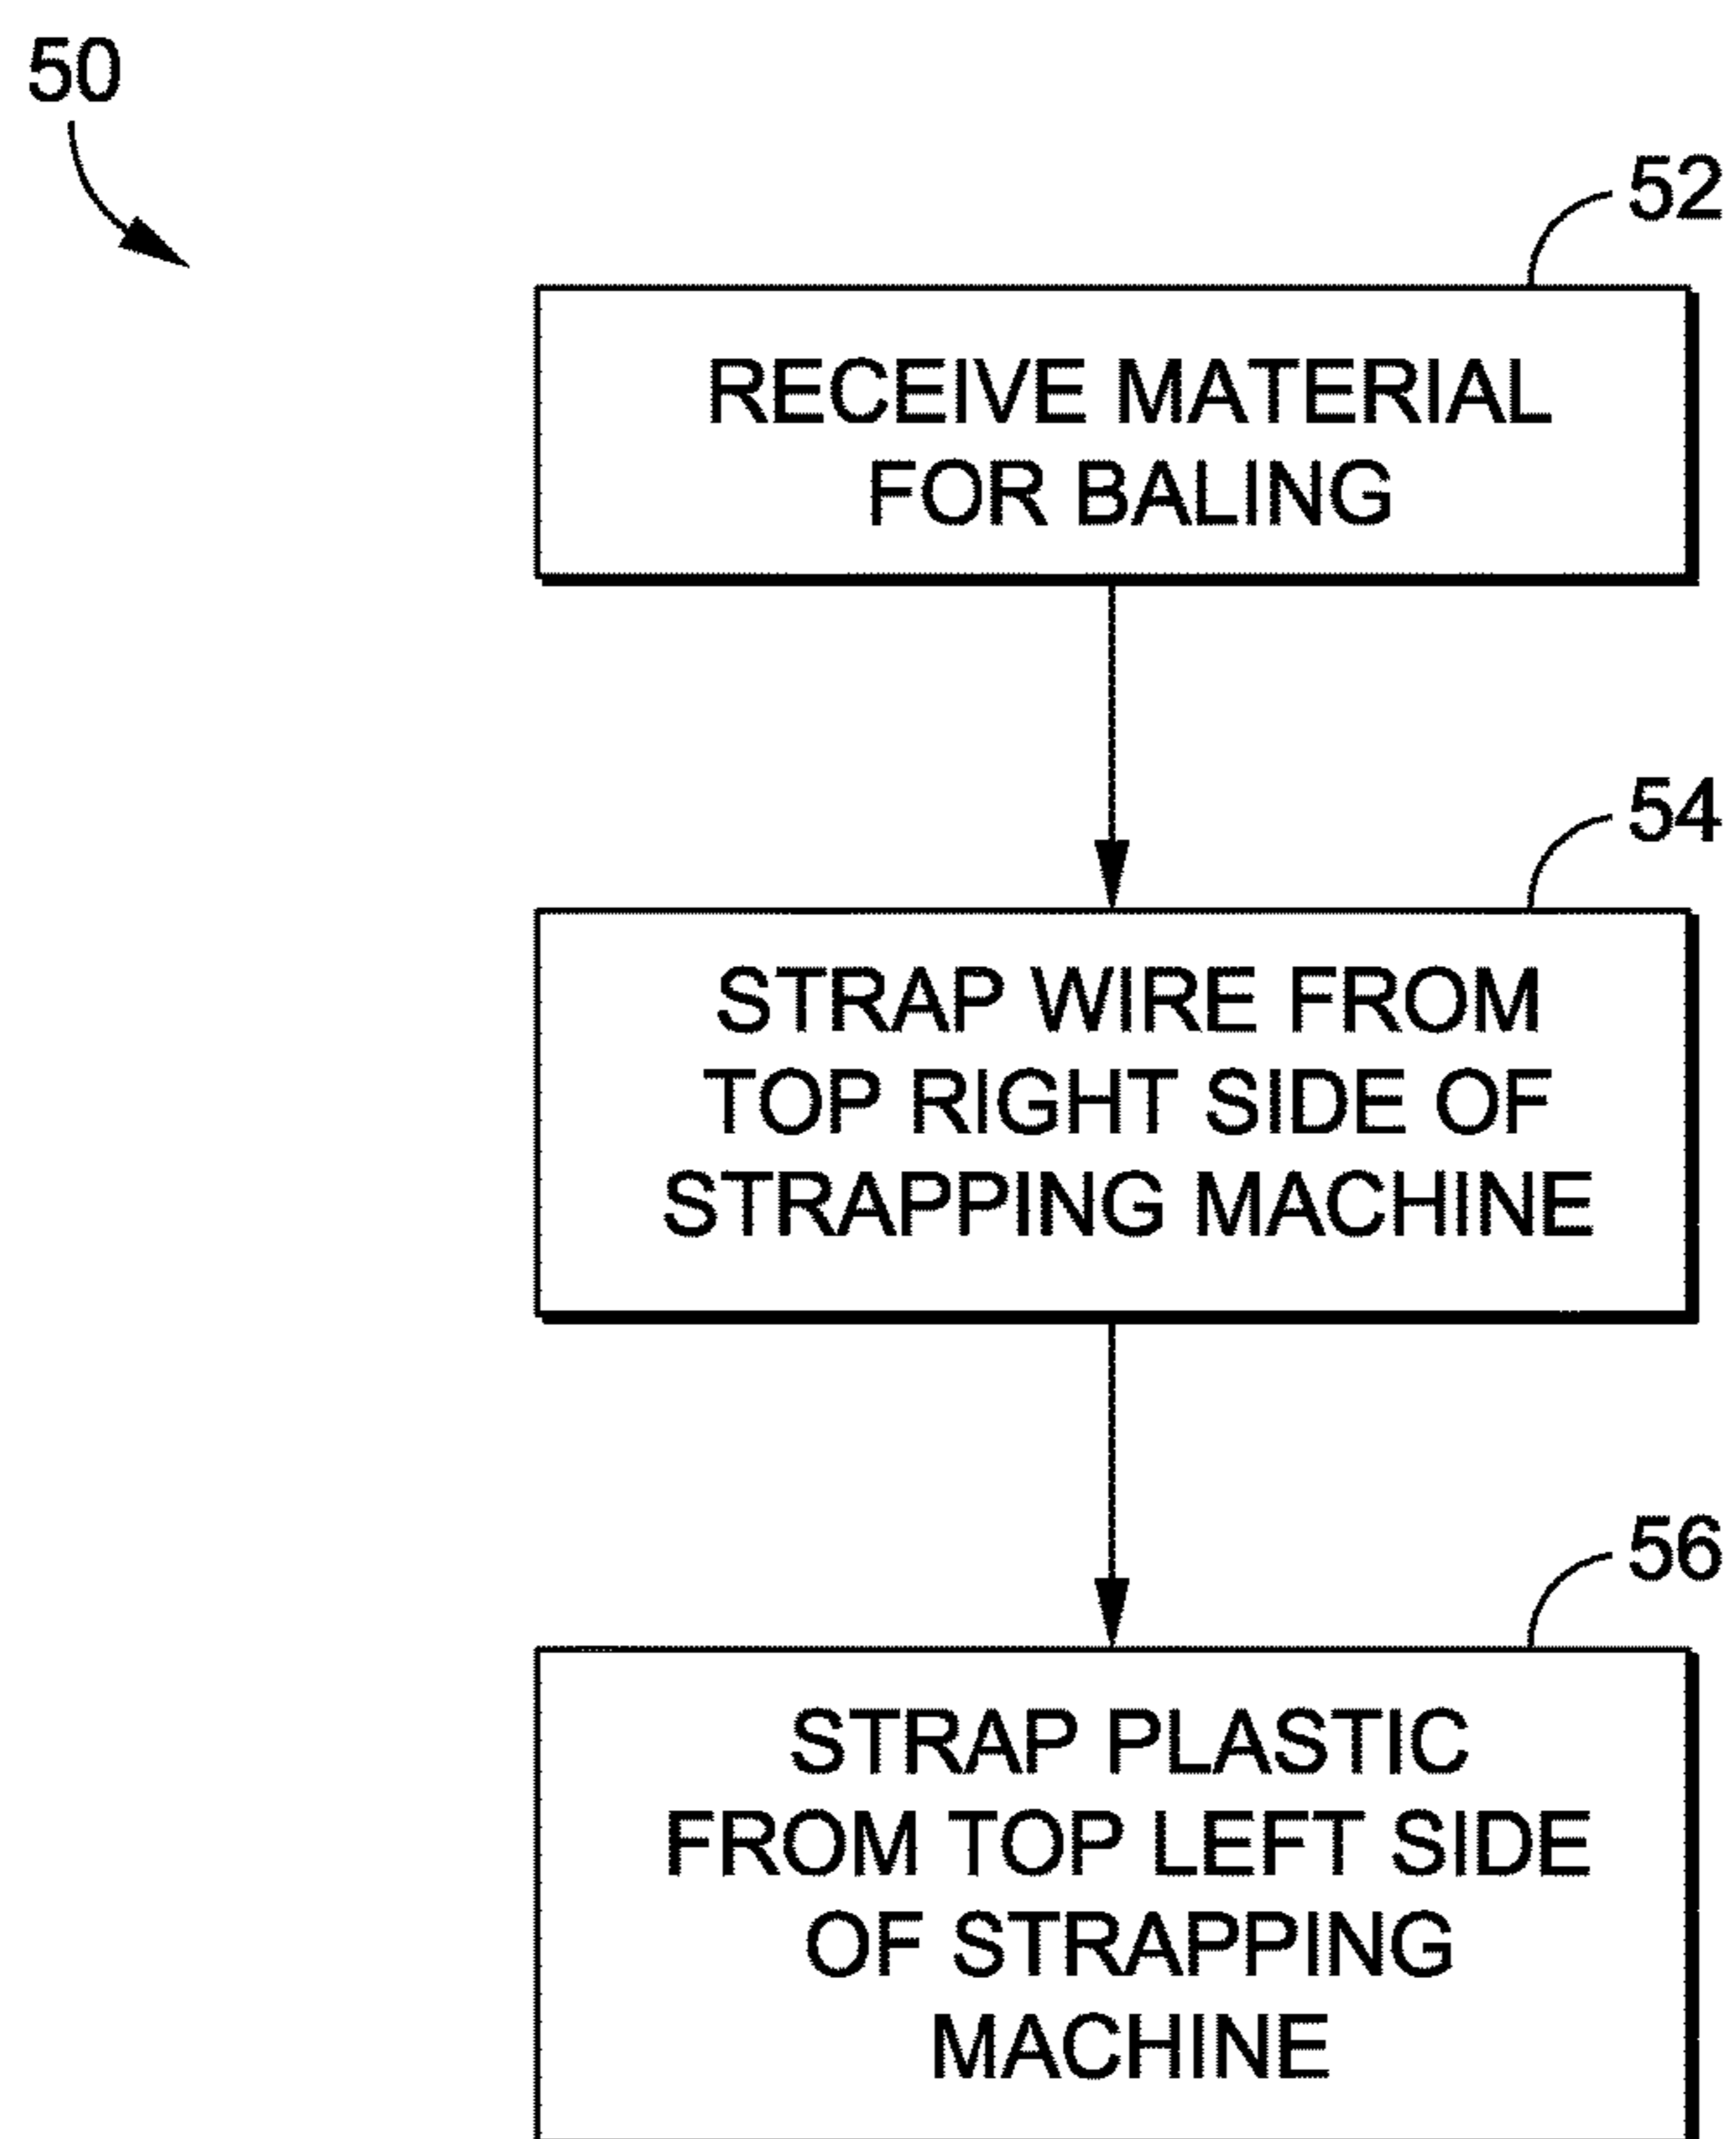 50
52
RECEIVE MATERIAL
FOR BALING
54
STRAP WIRE FROM
TOP RIGHT SIDE OF
STRAPPING MACHINE
56
STRAP PLASTIC
FROM TOP LEFT SIDE
OF STRAPPING
MACHINE